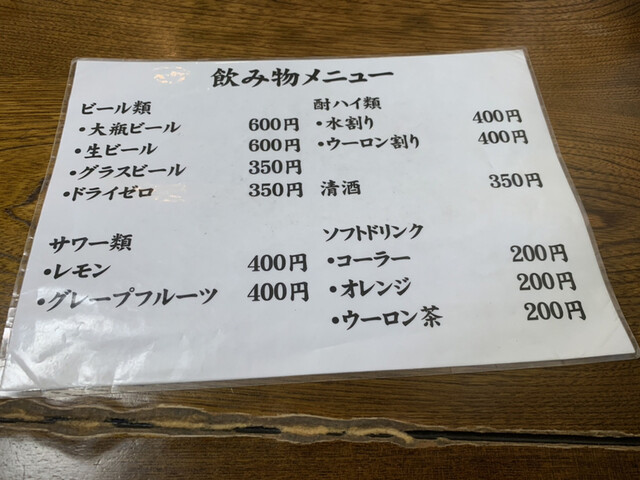 飲み物メニュー
ビール類
・大瓶ビール 600円
・生ビール 600円
・グラスビール 350円
・ドライゼロ 350円
サワー類
・レモン 400円
・グレープフルーツ 400円
酎ハイ類
・水割り 400円
・ウーロン割り 400円
清酒 350円
ソフトドリンク
・コーラー 200円
・オレンジ 200円
・ウーロン茶 200円